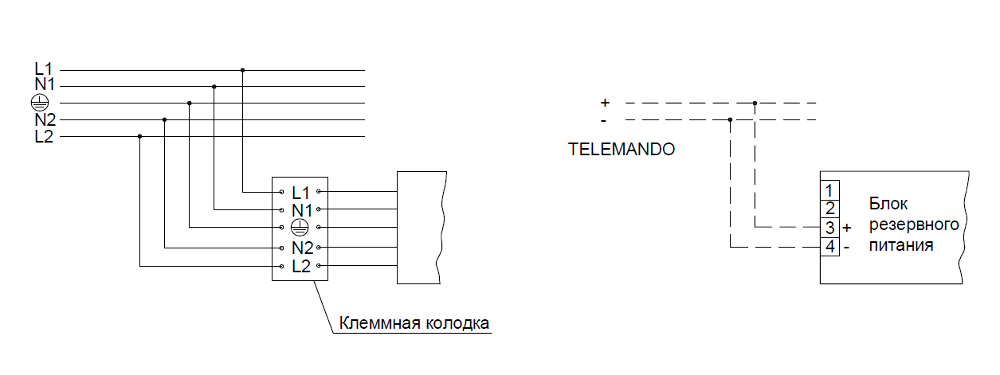 L1
N1
N2
L2
L1
N1
N2
L2
Клеммная колодка
+
-
TELEMANDO
1
2
3 +
4 -
Блок
резервного
питания